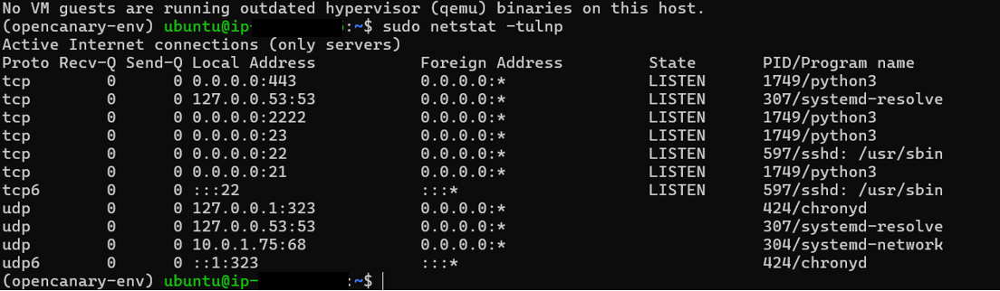 No VM guests are running outdated hypervisor (qemu) binaries on this host.
(opencanary-env) ubuntu@ip-:~$ sudo netstat -tulnp
Active Internet connections (only servers)
Proto Recv-Q Send-Q Local Address           Foreign Address         State       PID/Program name
tcp        0      0 0.0.0.0:443             0.0.0.0:*               LISTEN      1749/python3
tcp        0      0 127.0.0.53:53           0.0.0.0:*               LISTEN      307/systemd-resolve
tcp        0      0 0.0.0.0:2222            0.0.0.0:*               LISTEN      1749/python3
tcp        0      0 0.0.0.0:23              0.0.0.0:*               LISTEN      1749/python3
tcp        0      0 0.0.0.0:22              0.0.0.0:*               LISTEN      597/sshd: /usr/sbin
tcp        0      0 0.0.0.0:21              0.0.0.0:*               LISTEN      1749/python3
tcp6       0      0 :::22                   :::*                    LISTEN      597/sshd: /usr/sbin
udp        0      0 127.0.0.1:323           0.0.0.0:*                           424/chronyd
udp        0      0 127.0.0.53:53           0.0.0.0:*                           307/systemd-resolve
udp        0      0 10.0.1.75:68            0.0.0.0:*                           304/systemd-network
udp6       0      0 ::1:323                 :::*                                424/chronyd
(opencanary-env) ubuntu@ip-:~$